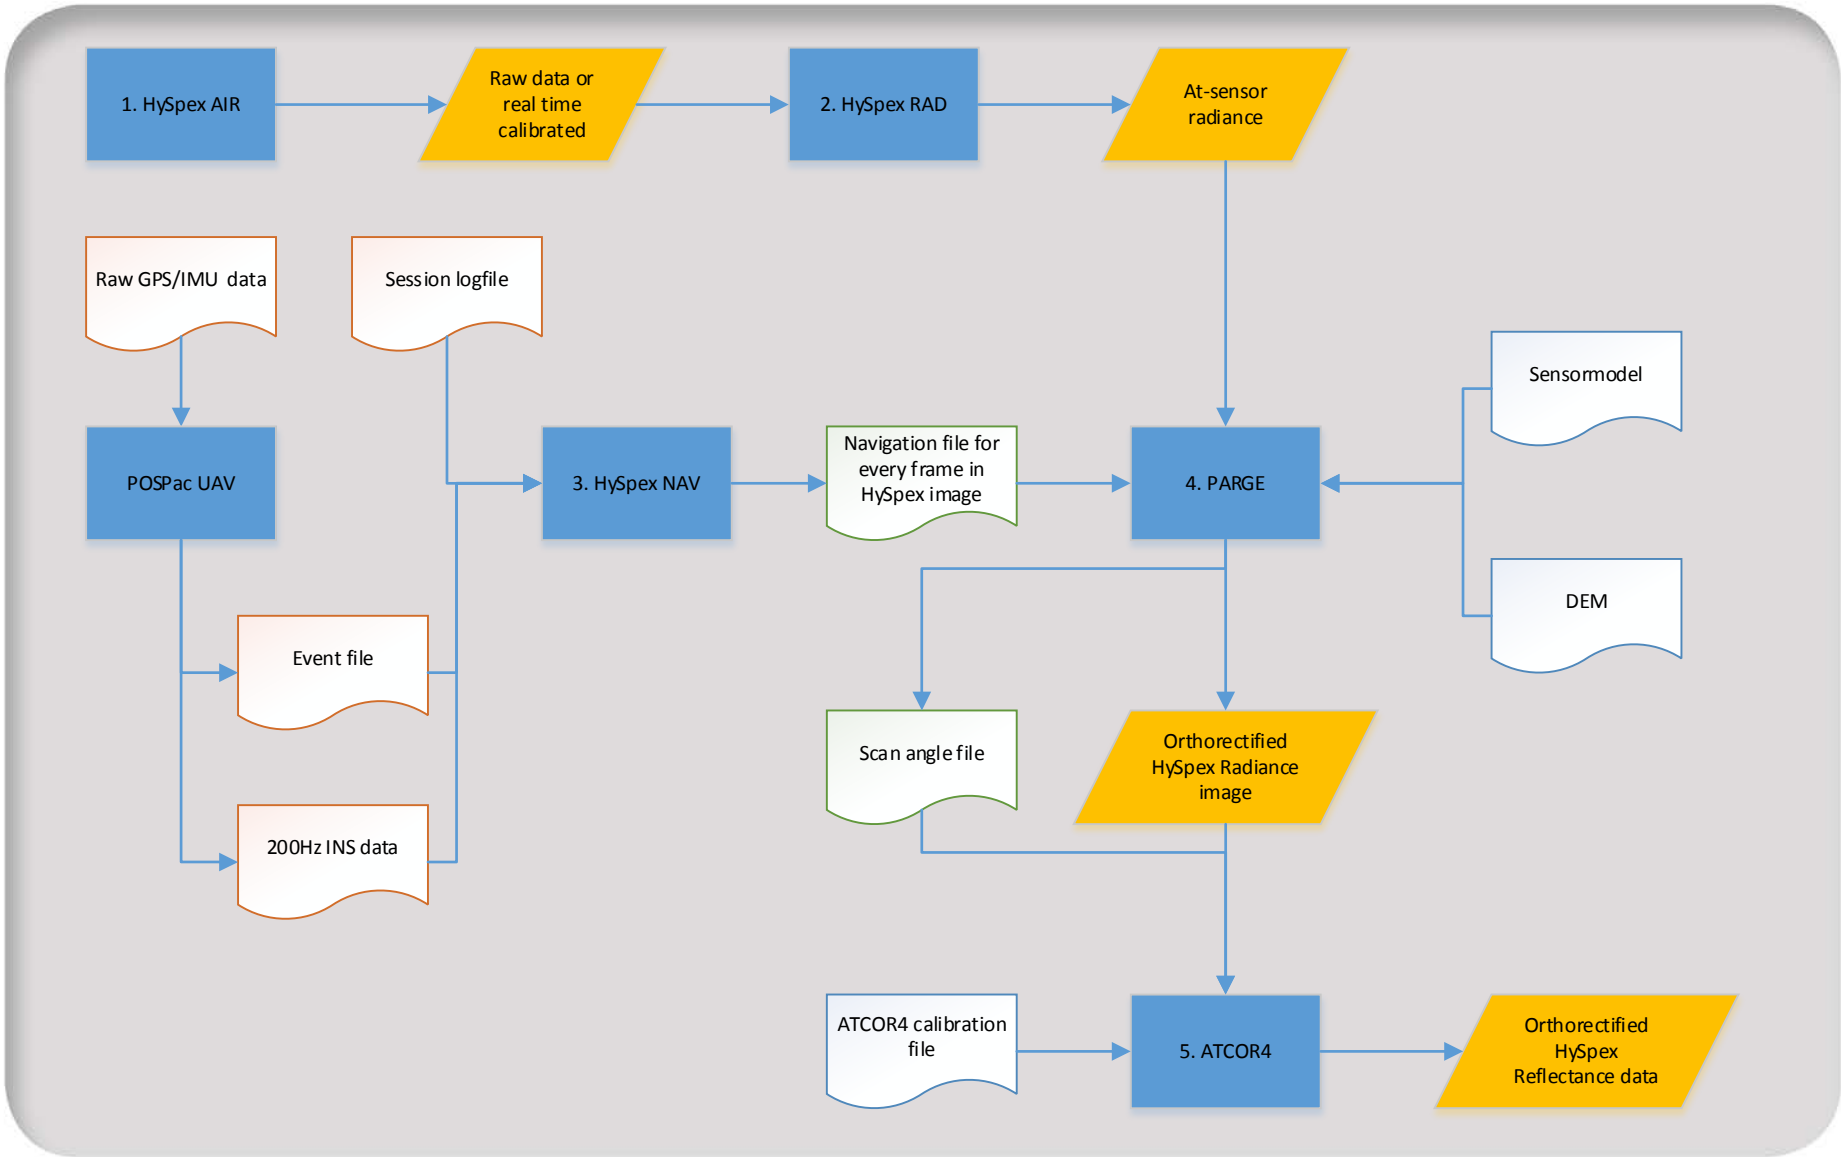 1. HySpex AIR
Raw data or
real time
calibrated
2. HySpex RAD
At-sensor
radiance
Raw GPS/IMU data
Session logfile
Sensormodel
POSPac UAV
3. HySpex NAV
Navigation file for
every frame in
HySpex image
4. PARGE
DEM
Event file
Scan angle file
Orthorectified
HySpex Radiance
image
200Hz INS data
ATCOR4 calibration
file
5. ATCOR4
Orthorectified
HySpex
Reflectance data